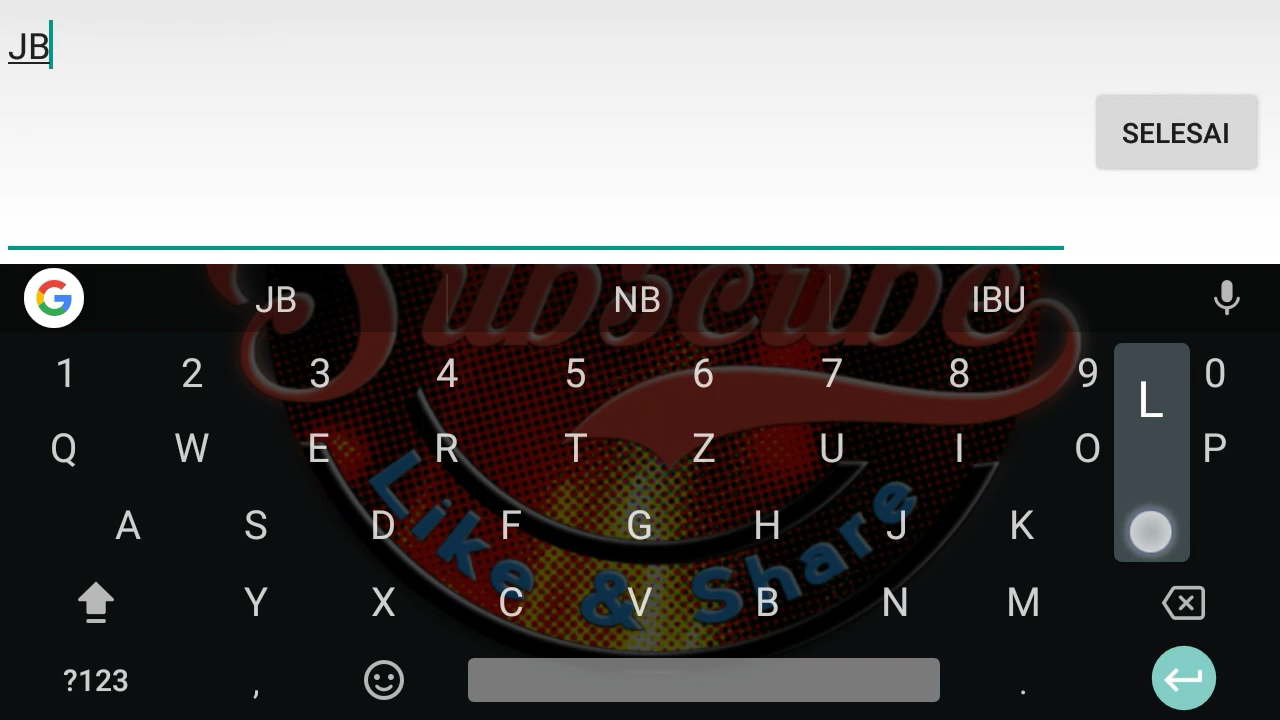 JB
SELESAI
JB NB IBU
Subscribe
1 2 3 4 5 6 7 8 9 0
L
Q W E R T Z U I O P
A S D F G H J K
Like & Share
Y X C V B N M
?123 , .